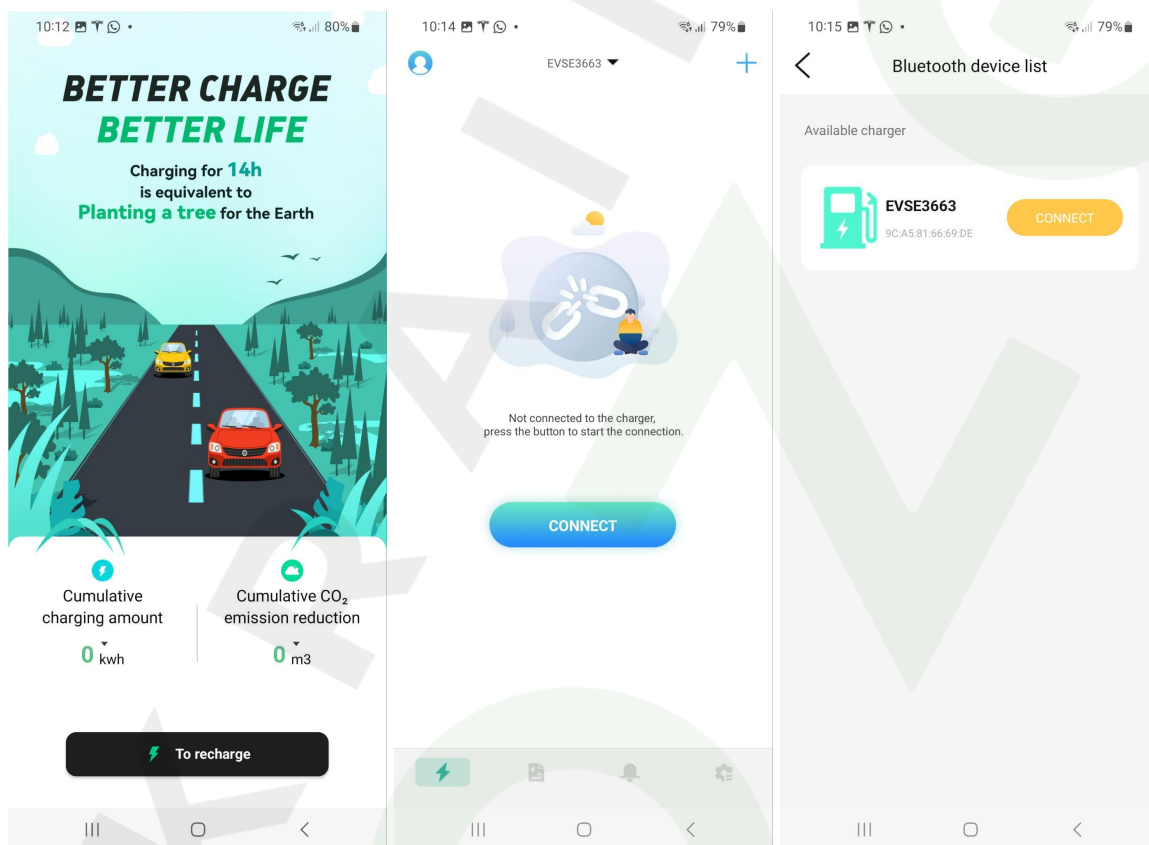 10:12
80%
BETTER CHARGE
BETTER LIFE
Charging for 14h
is equivalent to
Planting a tree for the Earth
Cumulative
charging amount
0 kwh
Cumulative CO₂
emission reduction
0 m3
To recharge
10:14
79%
EVSE3663
Not connected to the charger,
press the button to start the connection.
CONNECT
10:15
79%
Bluetooth device list
Available charger
EVSE3663
9C:A5:81:66:69:DE
CONNECT